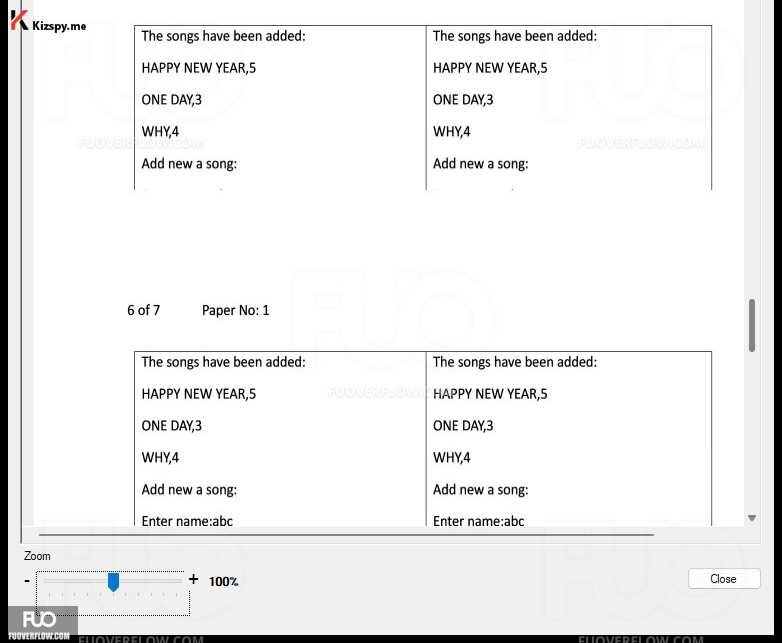 Kizspy.me
The songs have been added:
The songs have been added:
HAPPY NEW YEAR,5
HAPPY NEW YEAR,5
ONE DAY,3
ONE DAY,3
WHY,4
WHY,4
FUOVERFLOW.COM
FUOVERFLOW.COM
Add new a song:
Add new a song:
FUO
6 of 7
Paper No: 1
The songs have been added:
The songs have been added:
HAPPY NEW YEAR,5
FUOVERFLOW.COM
HAPPY NEW YEAR,5
ONE DAY,3
ONE DAY,3
WHY,4
WHY,4
Add new a song:
Add new a song:
Enter name:abc
Enter name:abc
Zoom
- + 100%
Close
FUO
FUOVERFLOW.COM
FUOVERFLOW.COM
FUOVERFLOW.COM